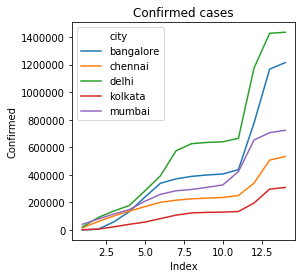 Confirmed cases
city
bangalore
chennai
delhi
kolkata
mumbai
1400000
1200000
1000000
800000
600000
400000
200000
0
Confirmed
2.5
5.0
7.5
10.0
12.5
Index